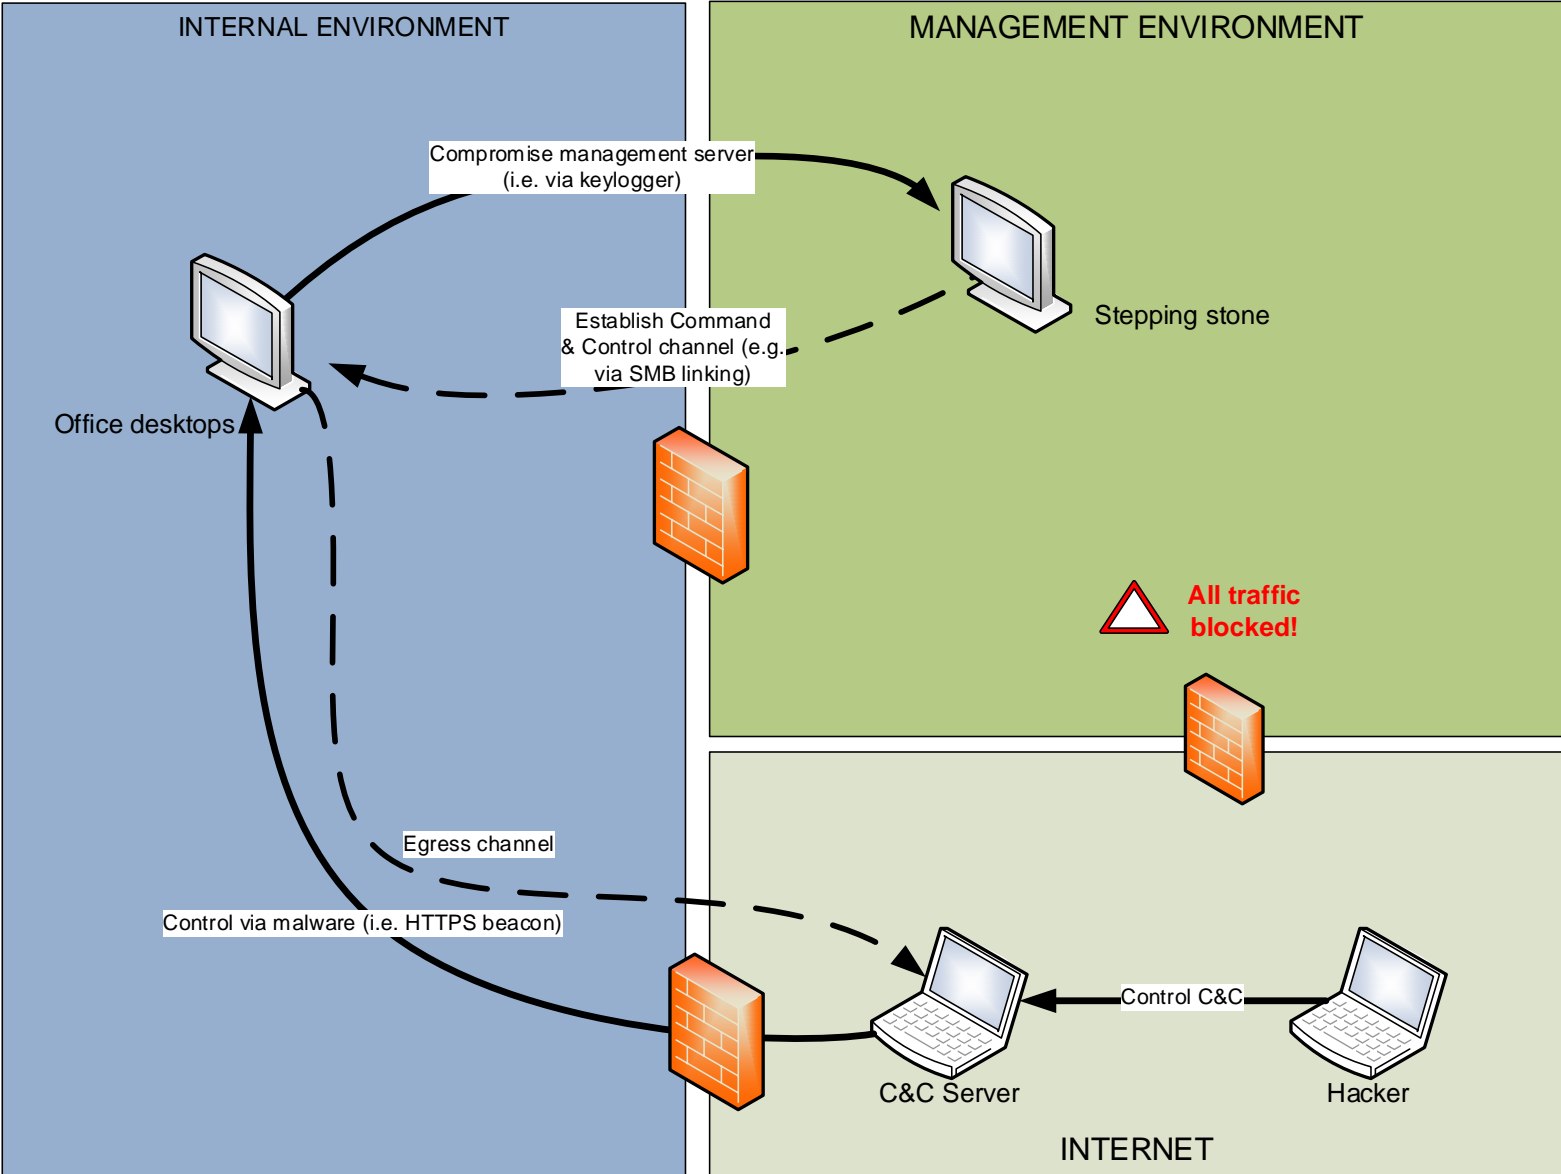 INTERNAL ENVIRONMENT
MANAGEMENT ENVIRONMENT
Compromise management server
(i.e. via keylogger)
Stepping stone
Establish Command
& Control channel (e.g.
via SMB linking)
Office desktops
All traffic
blocked!
Egress channel
Control via malware (i.e. HTTPS beacon)
Control C&C
C&C Server
Hacker
INTERNET